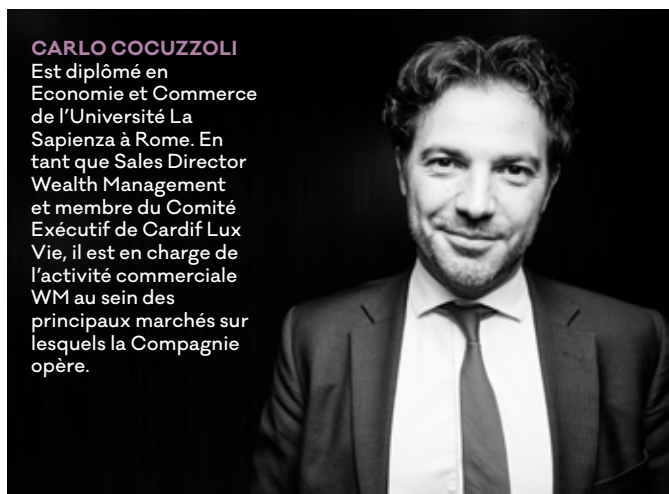 CARLO COCUZZOLI
Est diplômé en
Economie et Commerce
de l'Université La
Sapienza à Rome. En
tant que Sales Director
Wealth Management
et membre du Comité
Exécutif de Cardif Lux
Vie, il est en charge de
l'activité commerciale
WM au sein des
principaux marchés sur
lesquels la Compagnie
opère.